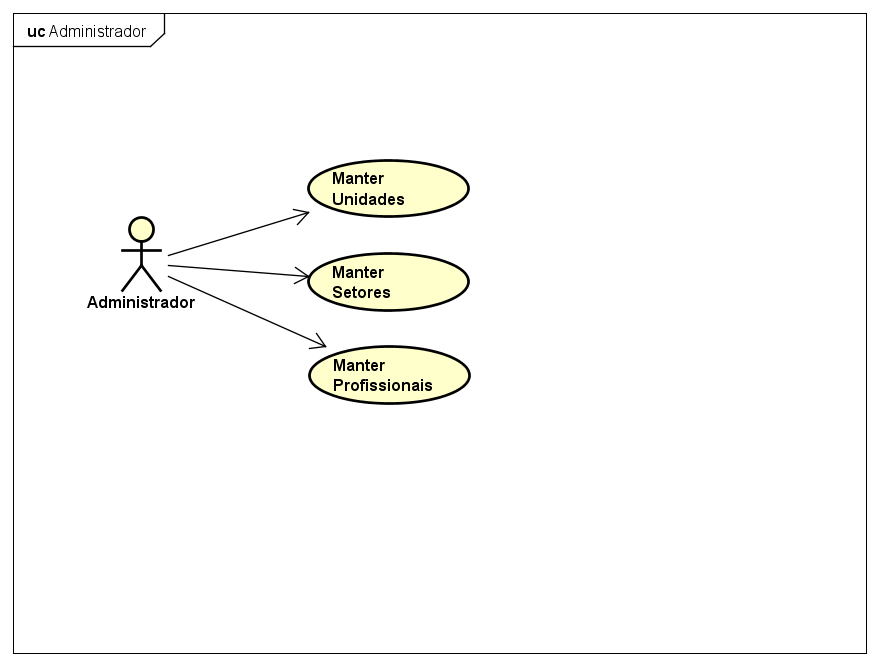 uc Administrador
Manter
Unidades
Manter
Setores
Administrador
Manter
Profissionais